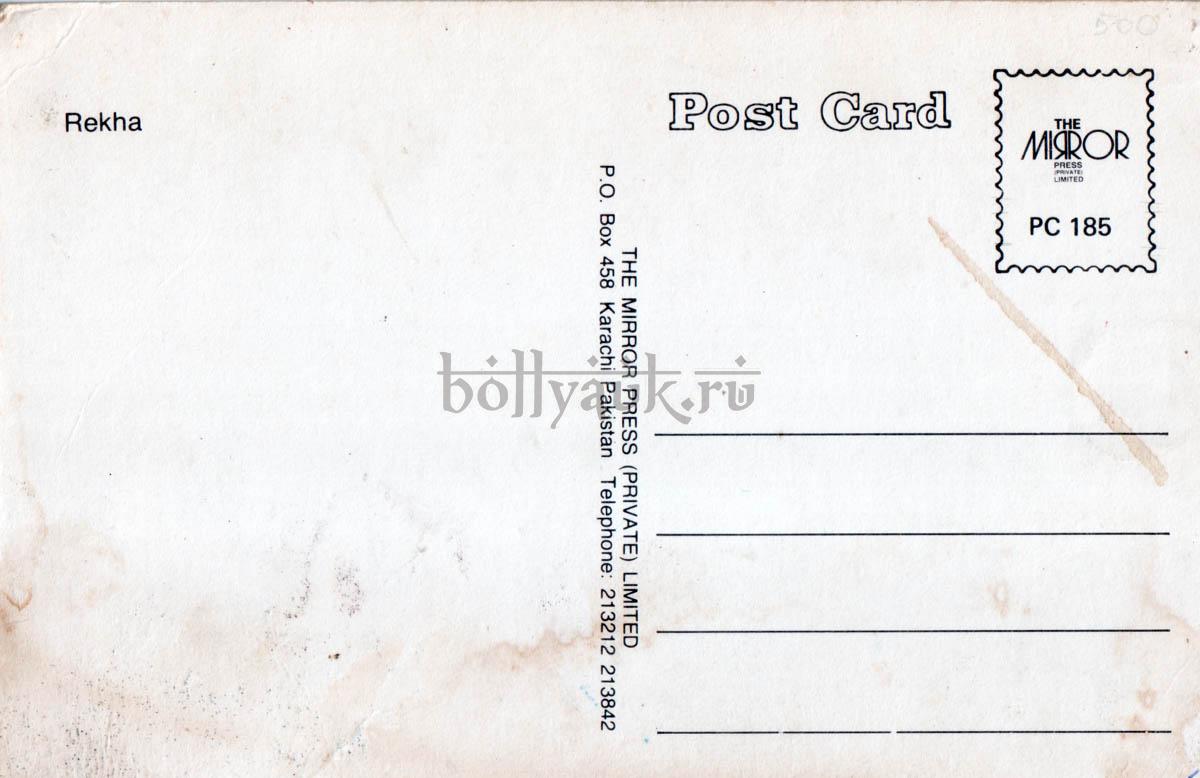 500
Rekha
Post Card
THE
MIRROR
PRESS
(PRIVATE)
LIMITED
PC 185
THE MIRROR PRESS (PRIVATE) LIMITED
P.O. Box 458 Karachi Pakistan Telephone: 213212 213842
bollyauk.ru